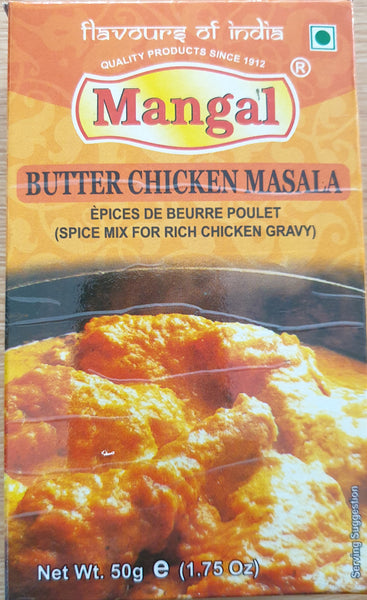 flavours of india
QUALITY PRODUCTS SINCE 1912
Mangal
®
BUTTER CHICKEN MASALA
ÈPICES DE BEURRE POULET
(SPICE MIX FOR RICH CHICKEN GRAVY)
Serving Suggestion
Net Wt. 50g e (1.75 Oz)